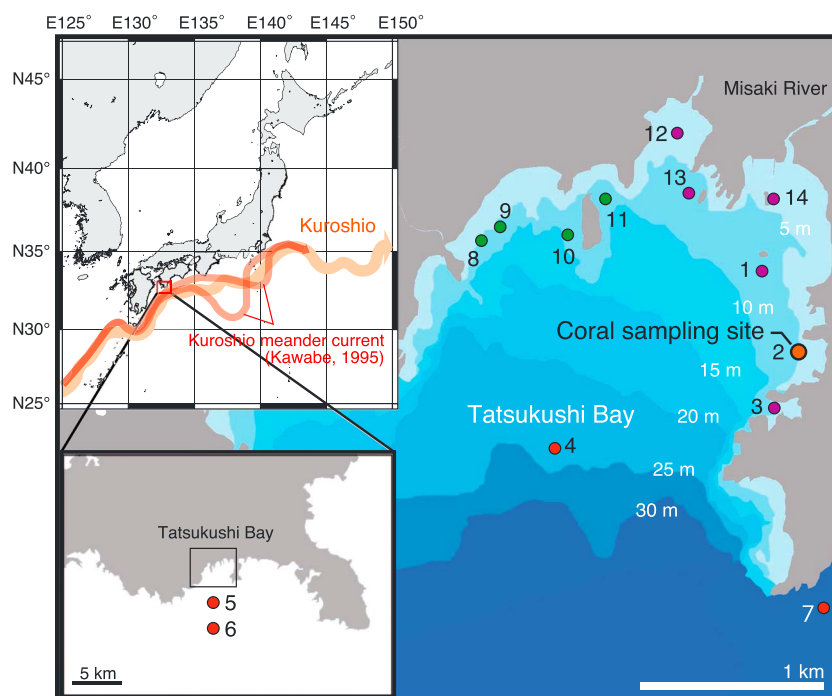 E125° E130° E135° E140° E145° E150°
N45°
N40°
N35°
N30°
N25°
Kuroshio
Kuroshio meander current
(Kawabe, 1995)
Misaki River
12
13
14
5 m
9
11
8
10
1
10 m
Coral sampling site
2
15 m
3
Tatsukushi Bay
20 m
4
25 m
30 m
7
1 km
Tatsukushi Bay
5
6
5 km